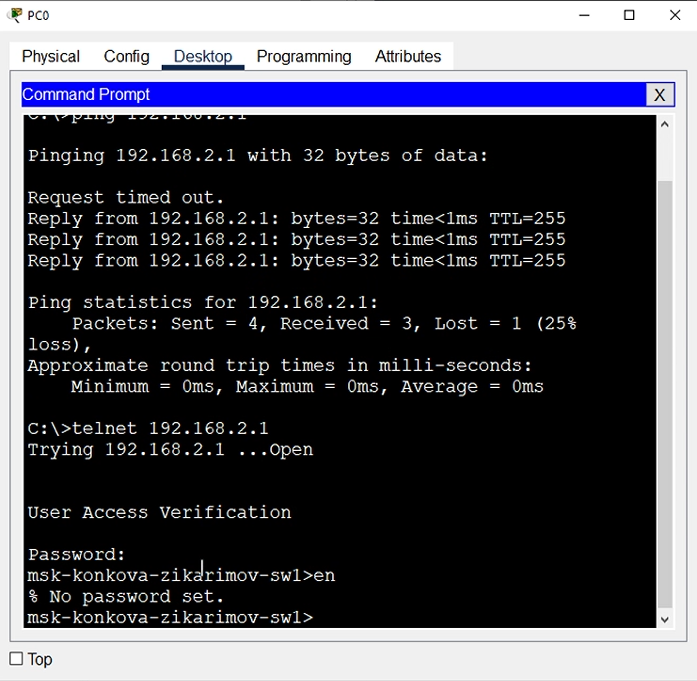 PC0
Physical Config Desktop Programming Attributes
Command Prompt
X
C:\>ping 192.168.2.1
Pinging 192.168.2.1 with 32 bytes of data:
Request timed out.
Reply from 192.168.2.1: bytes=32 time<1ms TTL=255
Reply from 192.168.2.1: bytes=32 time<1ms TTL=255
Reply from 192.168.2.1: bytes=32 time<1ms TTL=255
Ping statistics for 192.168.2.1:
Packets: Sent = 4, Received = 3, Lost = 1 (25%
loss),
Approximate round trip times in milli-seconds:
Minimum = 0ms, Maximum = 0ms, Average = 0ms
C:\>telnet 192.168.2.1
Trying 192.168.2.1 ...Open
User Access Verification
Password:
msk-konkova-zikarimov-sw1>en
% No password set.
msk-konkova-zikarimov-sw1>
Top